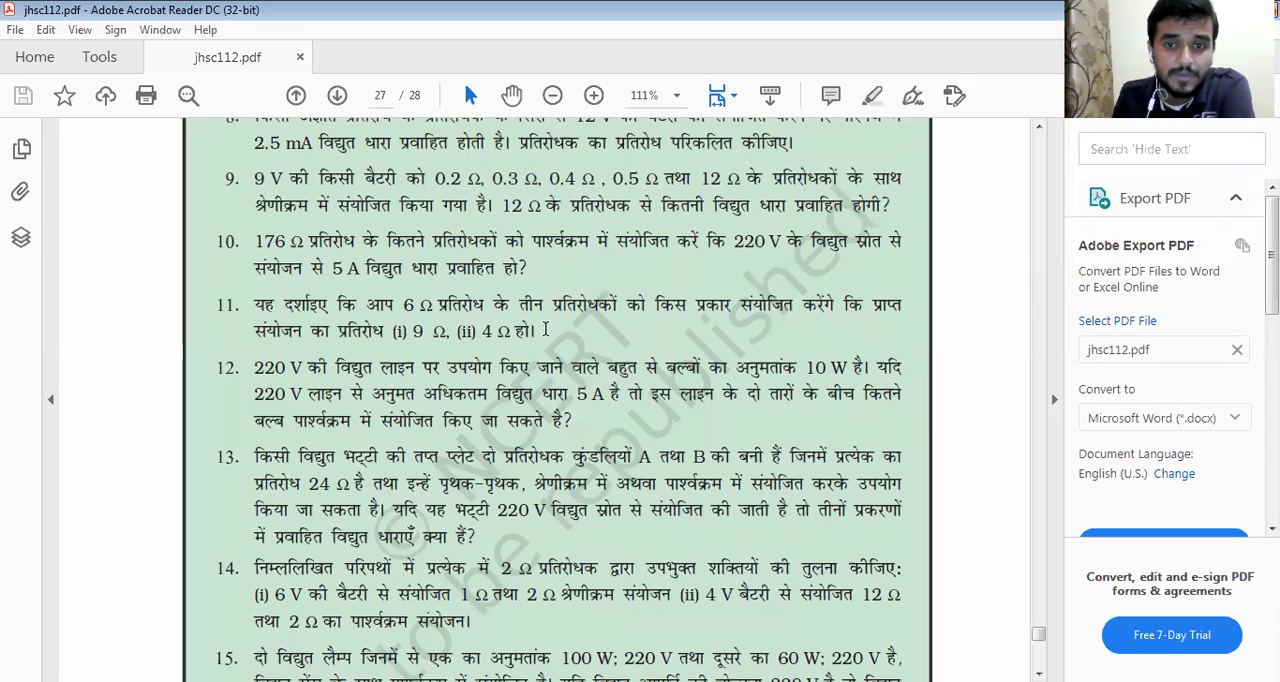 jhsc112.pdf - Adobe Acrobat Reader DC (32-bit)
File Edit View Sign Window Help
Home Tools jhsc112.pdf ×
27 / 28 111%
2.5 mA विद्युत धारा प्रवाहित होती है। प्रतिरोधक का प्रतिरोध परिकलित कीजिए।
9. 9 V की किसी बैटरी को 0.2 Ω, 0.3 Ω, 0.4 Ω , 0.5 Ω तथा 12 Ω के प्रतिरोधकों के साथ
श्रेणीक्रम में संयोजित किया गया है। 12 Ω के प्रतिरोधक से कितनी विद्युत धारा प्रवाहित होगी?
10. 176 Ω प्रतिरोध के कितने प्रतिरोधकों को पार्श्वक्रम में संयोजित करें कि 220 V के विद्युत स्रोत से
संयोजन से 5 A विद्युत धारा प्रवाहित हो?
11. यह दर्शाइए कि आप 6 Ω प्रतिरोध के तीन प्रतिरोधकों को किस प्रकार संयोजित करेंगे कि प्राप्त
संयोजन का प्रतिरोध (i) 9 Ω, (ii) 4 Ω हो।
12. 220 V की विद्युत लाइन पर उपयोग किए जाने वाले बहुत से बल्बों का अनुमतांक 10 W है। यदि
220 V लाइन से अनुमत अधिकतम विद्युत धारा 5 A है तो इस लाइन के दो तारों के बीच कितने
बल्ब पार्श्वक्रम में संयोजित किए जा सकते है?
13. किसी विद्युत भट्टी की तप्त प्लेट दो प्रतिरोधक कुंडलियों A तथा B की बनी हैं जिनमें प्रत्येक का
प्रतिरोध 24 Ω है तथा इन्हें पृथक-पृथक, श्रेणीक्रम में अथवा पार्श्वक्रम में संयोजित करके उपयोग
किया जा सकता है। यदि यह भट्टी 220 V विद्युत स्रोत से संयोजित की जाती है तो तीनों प्रकरणों
में प्रवाहित विद्युत धाराएँ क्या हैं?
14. निम्नलिखित परिपथों में प्रत्येक में 2 Ω प्रतिरोधक द्वारा उपभुक्त शक्तियों की तुलना कीजिए:
(i) 6 V की बैटरी से संयोजित 1 Ω तथा 2 Ω श्रेणीक्रम संयोजन (ii) 4 V बैटरी से संयोजित 12 Ω
तथा 2 Ω का पार्श्वक्रम संयोजन।
15. दो विद्युत लैम्प जिनमें से एक का अनुमतांक 100 W; 220 V तथा दूसरे का 60 W; 220 V है,
© NCERT
to be republished
Search 'Hide Text'
Export PDF
Adobe Export PDF
Convert PDF Files to Word
or Excel Online
Select PDF File
jhsc112.pdf
Convert to
Microsoft Word (*.docx)
Document Language:
English (U.S.) Change
Convert, edit and e-sign PDF
forms & agreements
Free 7-Day Trial